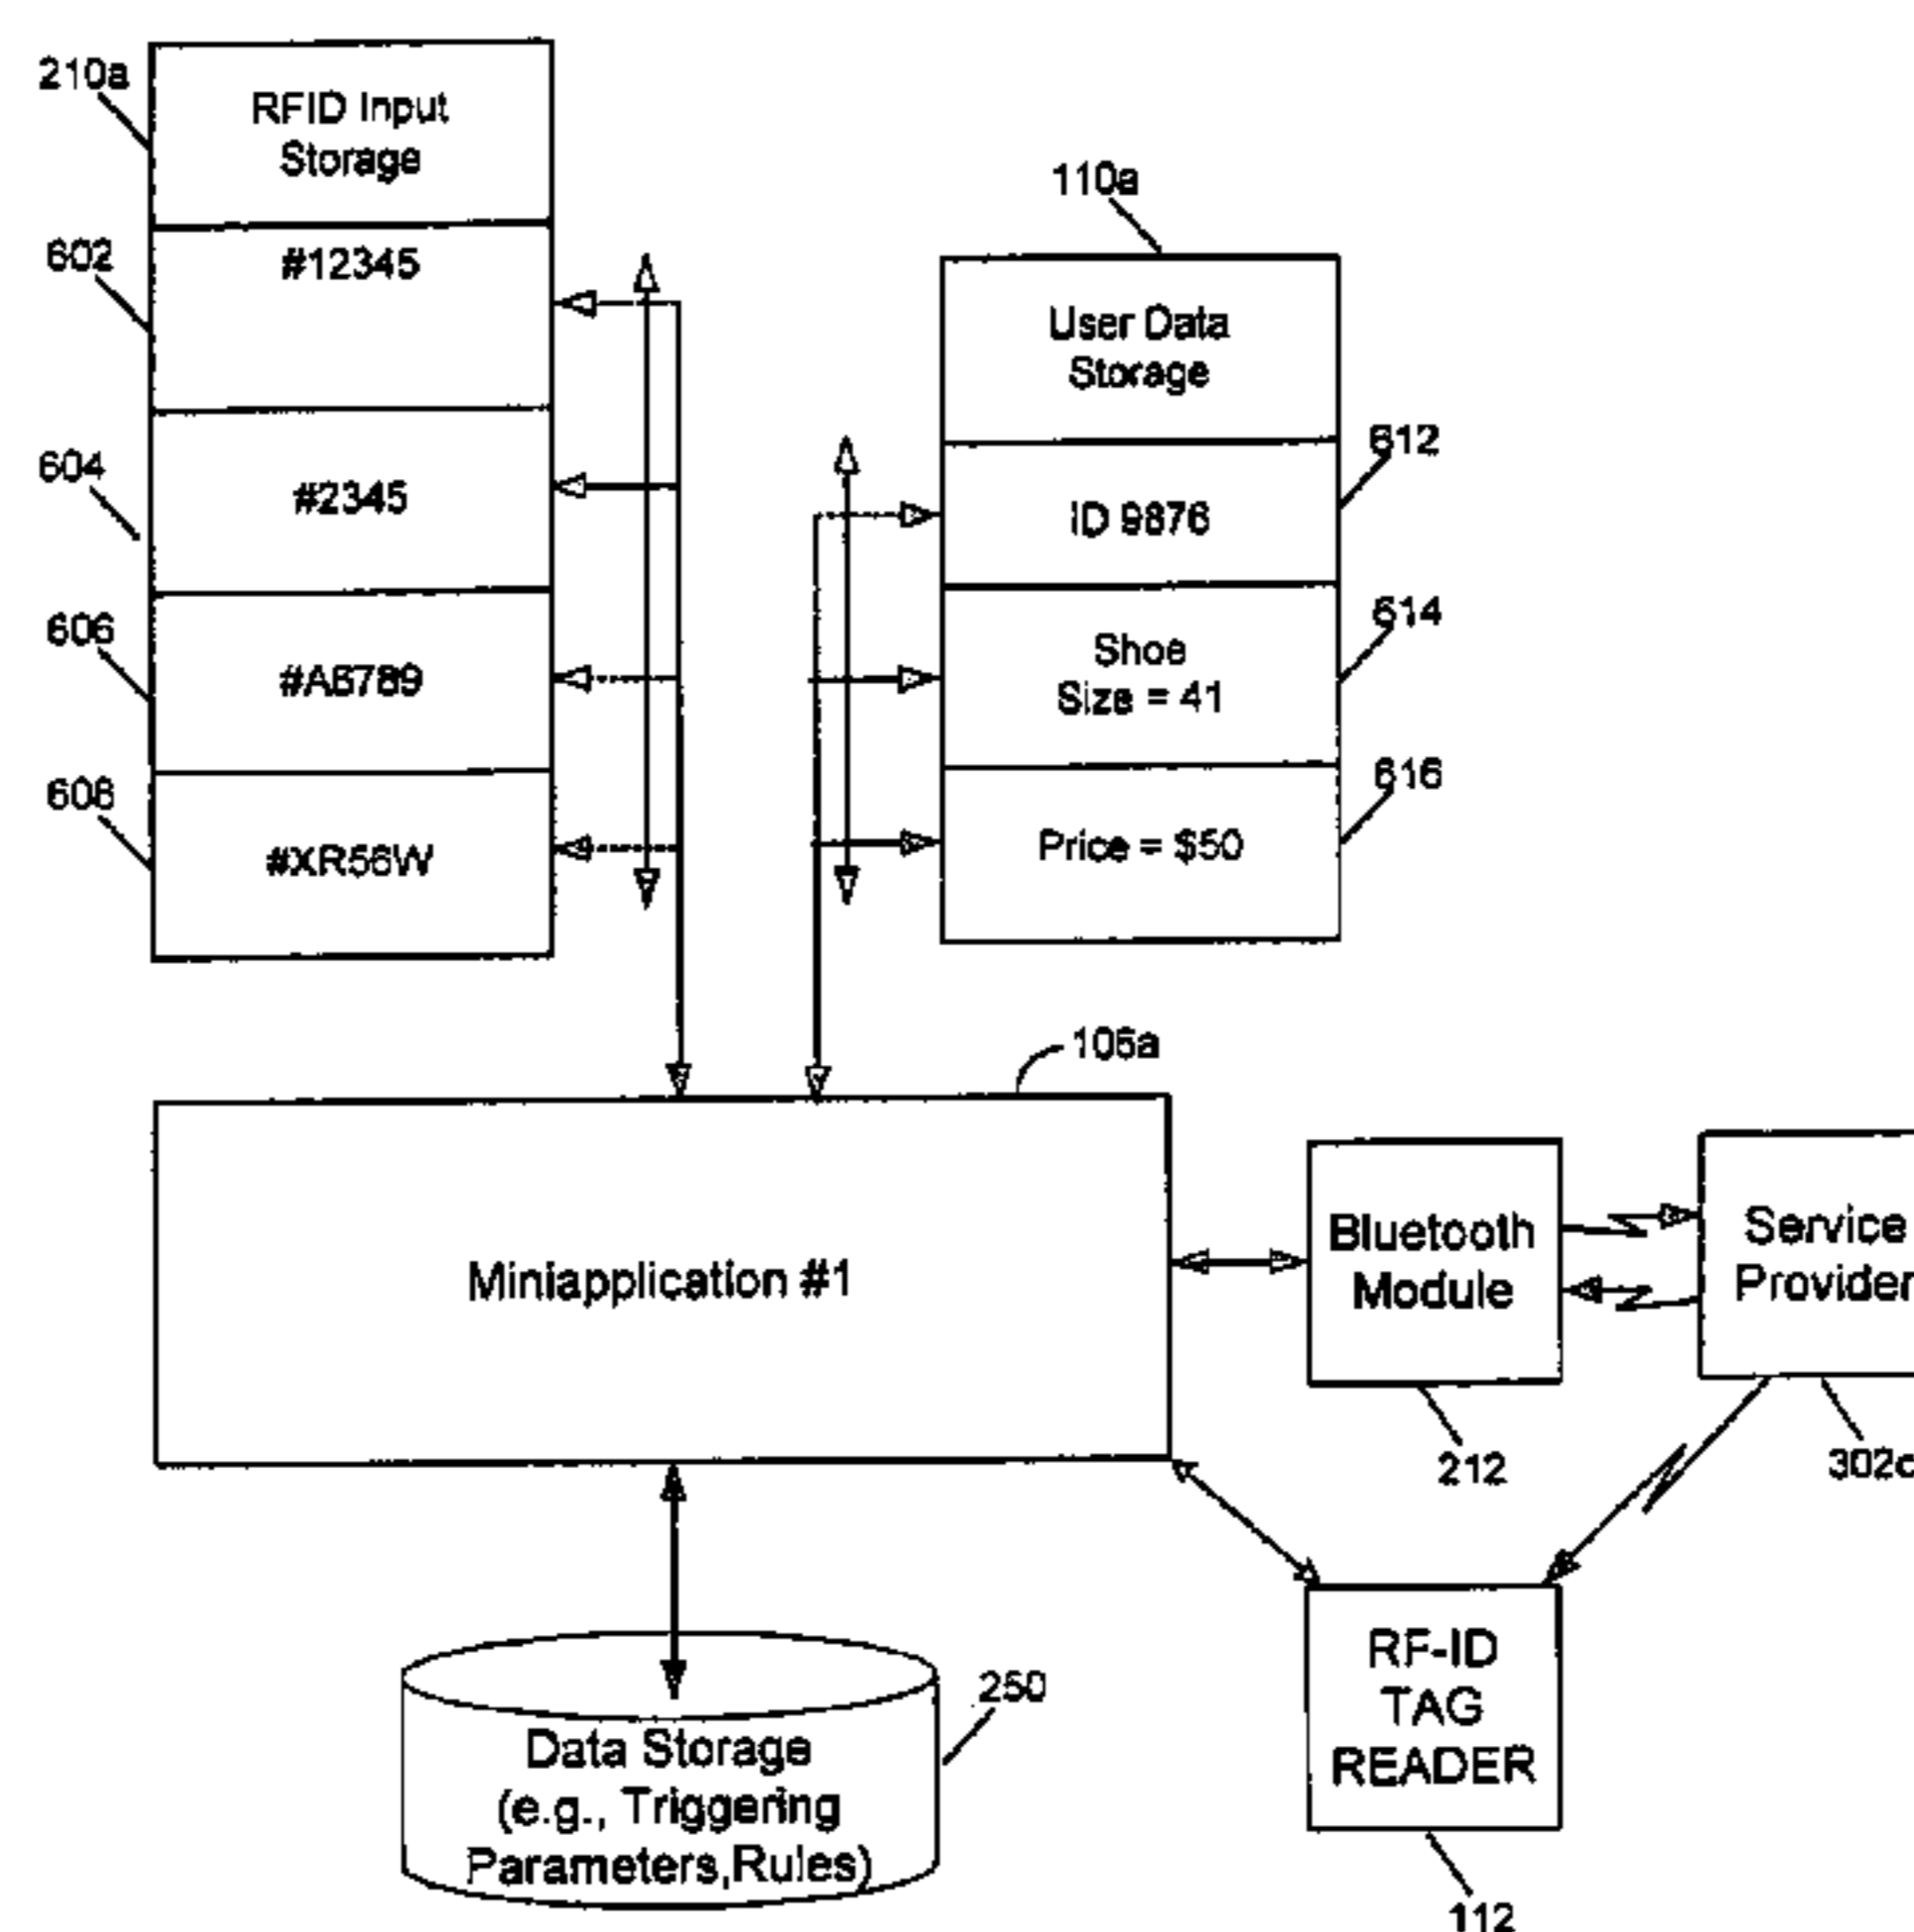 210a
RFID Input
Storage
602
#12345
604
#2345
606
#A6789
608
#XR56W
110a
User Data
Storage
612
ID 9876
614
Shoe
Size = 41
616
Price = $50
106a
Miniapplication #1
Bluetooth
Module
212
Service
Provider
302c
Data Storage
(e.g., Triggering
Parameters,Rules)
250
RF-ID
TAG
READER
112